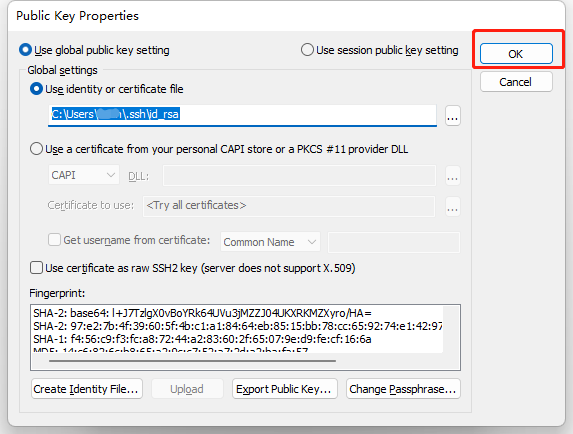 Public Key Properties
Use global public key setting
Use session public key setting
OK
Cancel
Global settings
Use identity or certificate file
C:\Users\ \.ssh\id_rsa
...
Use a certificate from your personal CAPI store or a PKCS #11 provider DLL
CAPI
DLL:
...
Certificate to use:
<Try all certificates>
...
Get username from certificate:
Common Name
Use certificate as raw SSH2 key (server does not support X.509)
Fingerprint:
SHA-2: base64: l+J7TzlgX0vBoYRk64UVu3jMZZJ04UKXRKMZXyro/HA=
SHA-2: 97:e2:7b:4f:39:60:5f:4b:c1:a1:84:64:eb:85:15:bb:78:cc:65:92:74:e1:42:97
SHA-1: f4:56:c9:f3:fc:a8:72:44:a2:83:60:2f:65:07:9e:d9:fe:cf:16:6a
Create Identity File...
Upload
Export Public Key...
Change Passphrase...